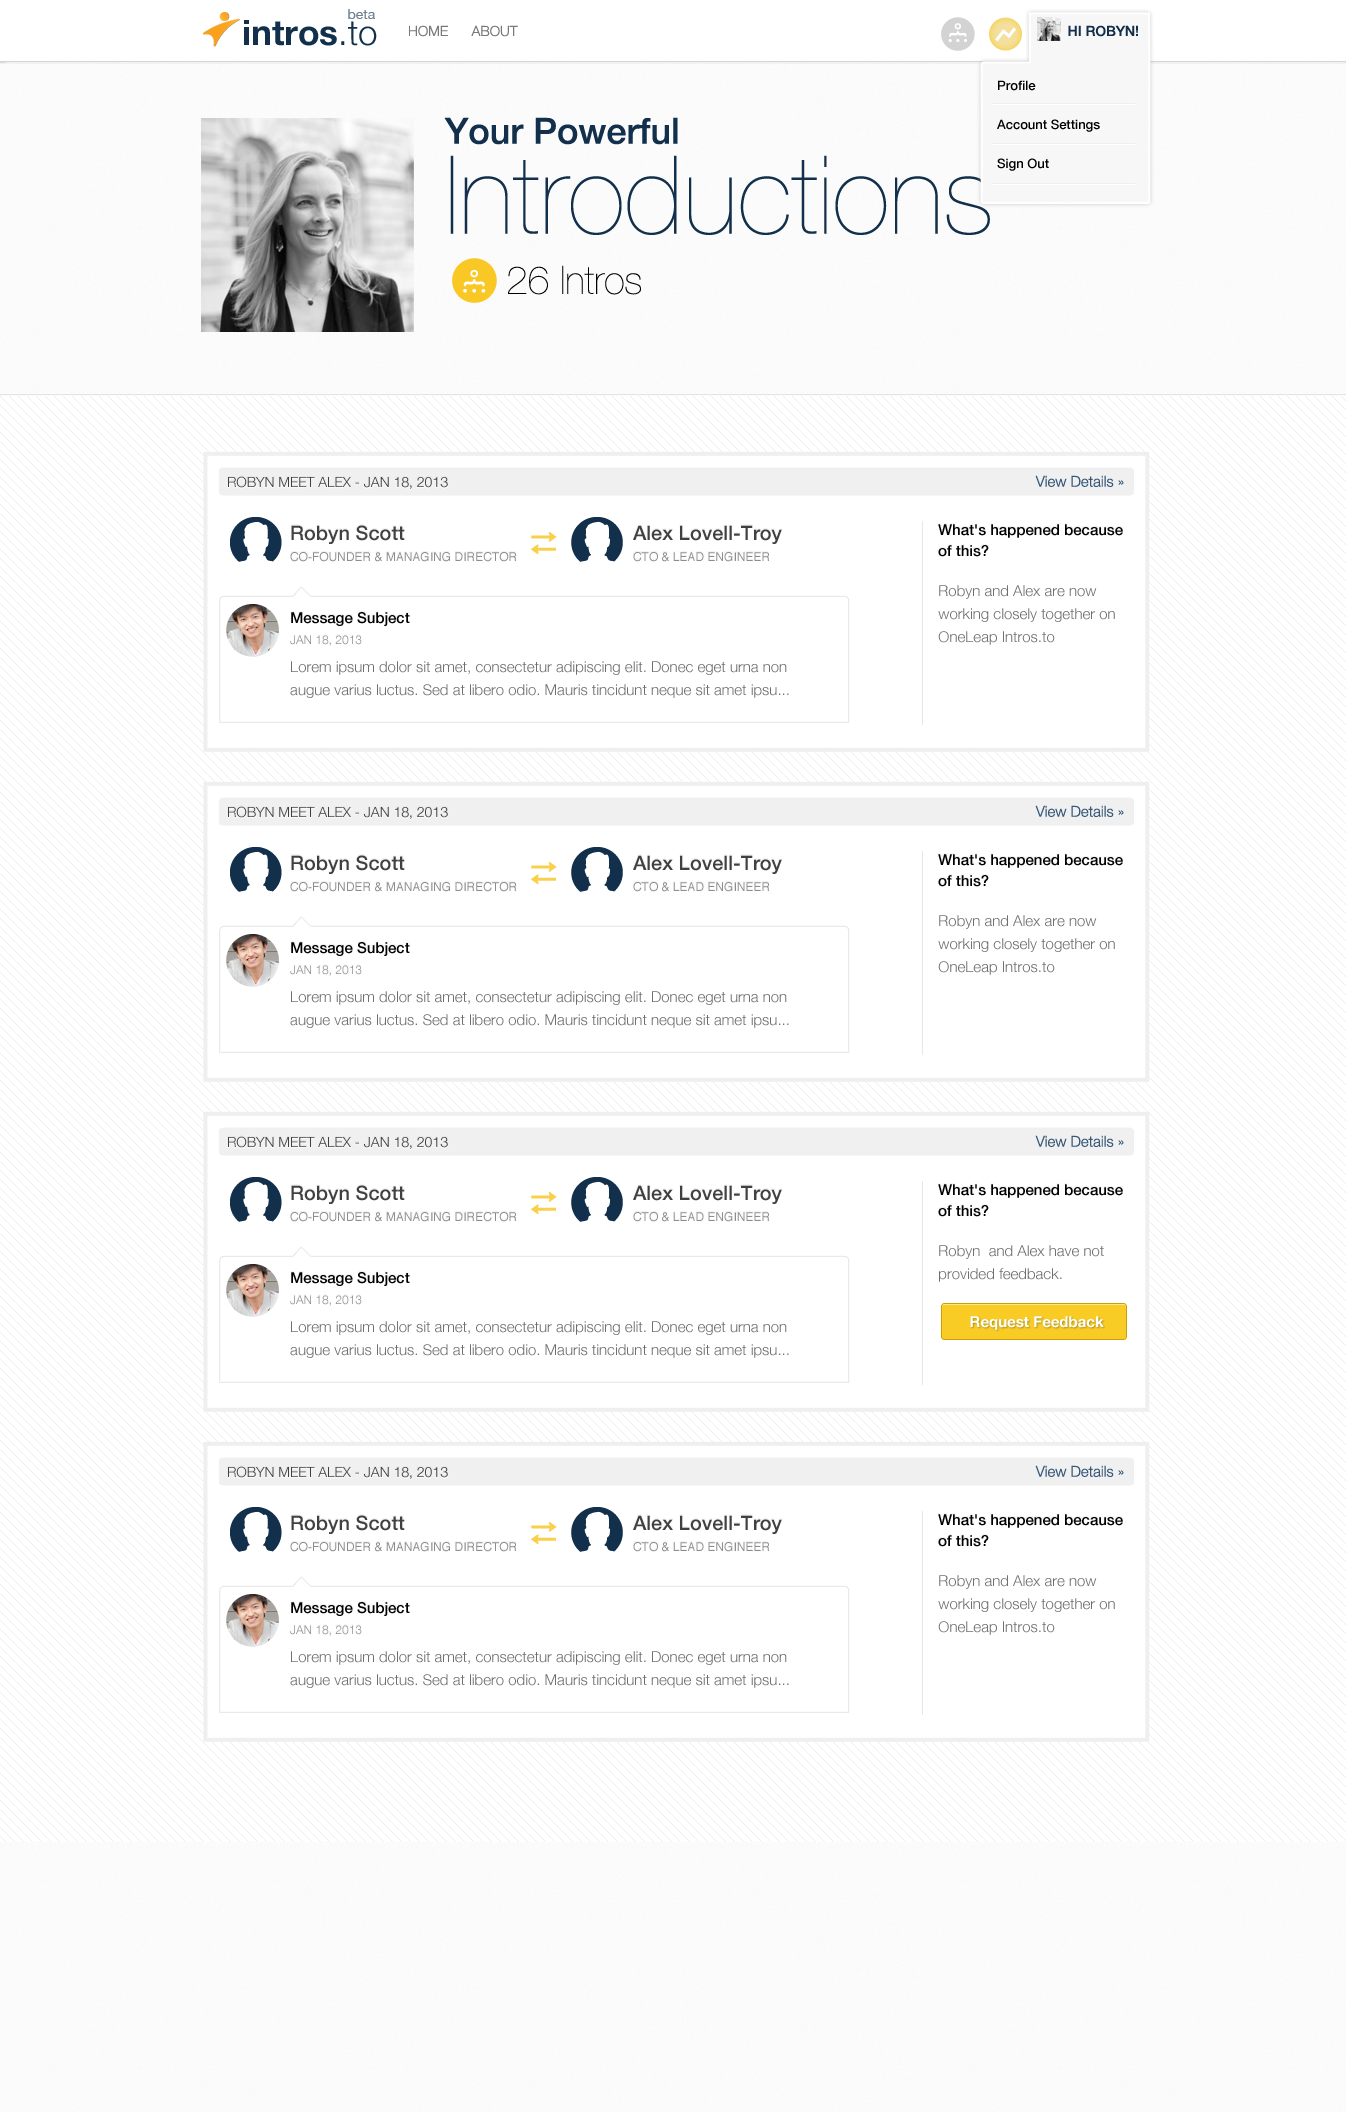 beta
intros.to
HOME ABOUT
HI ROBYN!
Profile
Account Settings
Sign Out
Your Powerful
Introductions
26 Intros
ROBYN MEET ALEX - JAN 18, 2013
View Details »
Robyn Scott
CO-FOUNDER & MANAGING DIRECTOR
Alex Lovell-Troy
CTO & LEAD ENGINEER
Message Subject
JAN 18, 2013
Lorem ipsum dolor sit amet, consectetur adipiscing elit. Donec eget urna non
augue varius luctus. Sed at libero odio. Mauris tincidunt neque sit amet ipsu...
What's happened because
of this?
Robyn and Alex are now
working closely together on
OneLeap Intros.to
ROBYN MEET ALEX - JAN 18, 2013
View Details »
Robyn Scott
CO-FOUNDER & MANAGING DIRECTOR
Alex Lovell-Troy
CTO & LEAD ENGINEER
Message Subject
JAN 18, 2013
Lorem ipsum dolor sit amet, consectetur adipiscing elit. Donec eget urna non
augue varius luctus. Sed at libero odio. Mauris tincidunt neque sit amet ipsu...
What's happened because
of this?
Robyn and Alex are now
working closely together on
OneLeap Intros.to
ROBYN MEET ALEX - JAN 18, 2013
View Details »
Robyn Scott
CO-FOUNDER & MANAGING DIRECTOR
Alex Lovell-Troy
CTO & LEAD ENGINEER
Message Subject
JAN 18, 2013
Lorem ipsum dolor sit amet, consectetur adipiscing elit. Donec eget urna non
augue varius luctus. Sed at libero odio. Mauris tincidunt neque sit amet ipsu...
What's happened because
of this?
Robyn  and Alex have not
provided feedback.
Request Feedback
ROBYN MEET ALEX - JAN 18, 2013
View Details »
Robyn Scott
CO-FOUNDER & MANAGING DIRECTOR
Alex Lovell-Troy
CTO & LEAD ENGINEER
Message Subject
JAN 18, 2013
Lorem ipsum dolor sit amet, consectetur adipiscing elit. Donec eget urna non
augue varius luctus. Sed at libero odio. Mauris tincidunt neque sit amet ipsu...
What's happened because
of this?
Robyn and Alex are now
working closely together on
OneLeap Intros.to